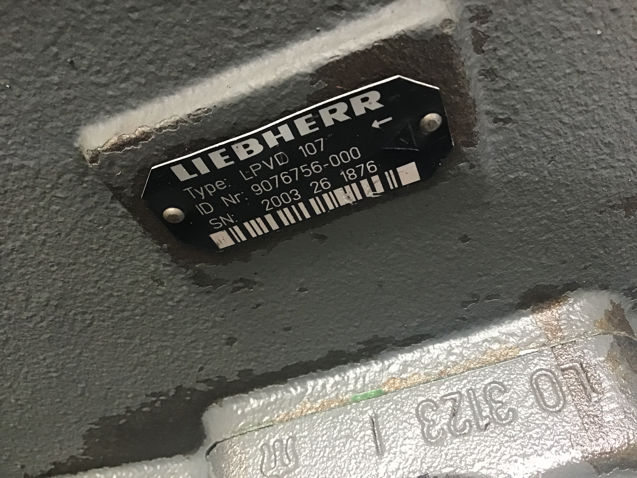 LIEBHERR
Type: LPVD 107
ID Nr: 9076756-000
SN: 2003 26 1876
LO 3123 I m